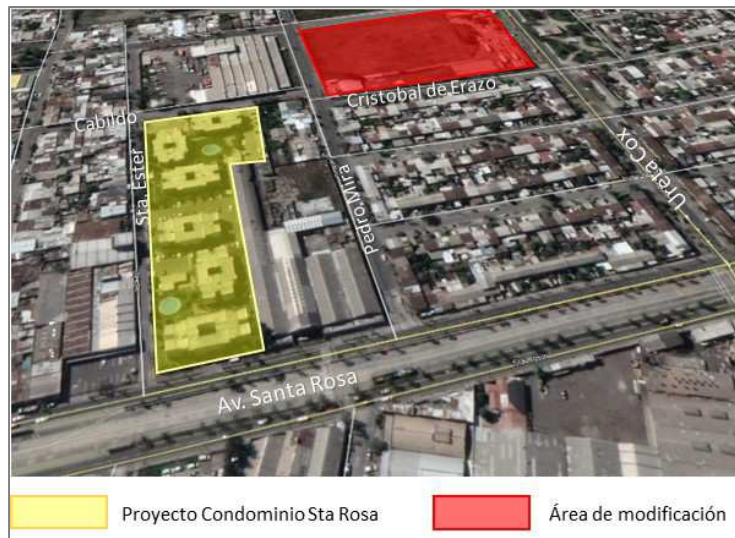 Cristobal de Erazo
Cabildo
Sta. Ester
Pedro Mira
Ureta Cox
Av. Santa Rosa
Proyecto Condominio Sta Rosa
Área de modificación